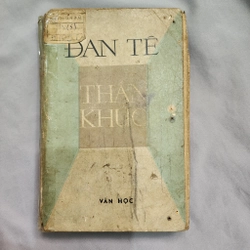 ĐAN TÊ
THẦN
KHÚC
VĂN HỌC